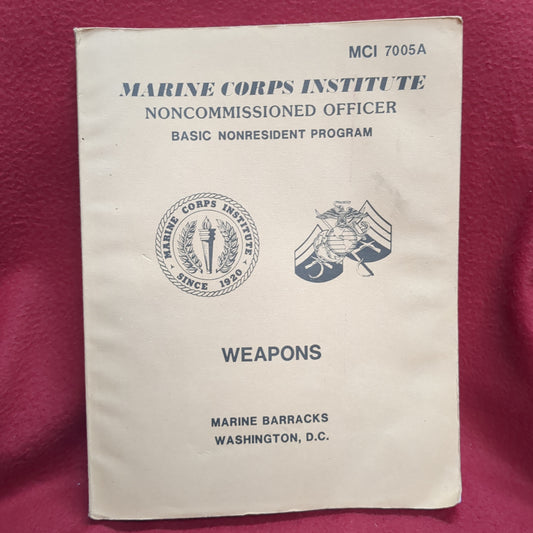 MCI 7005A
MARINE CORPS INSTITUTE
NONCOMMISSIONED OFFICER
BASIC NONRESIDENT PROGRAM
MARINE CORPS INSTITUTE
SINCE 1920
WEAPONS
MARINE BARRACKS
WASHINGTON, D.C.